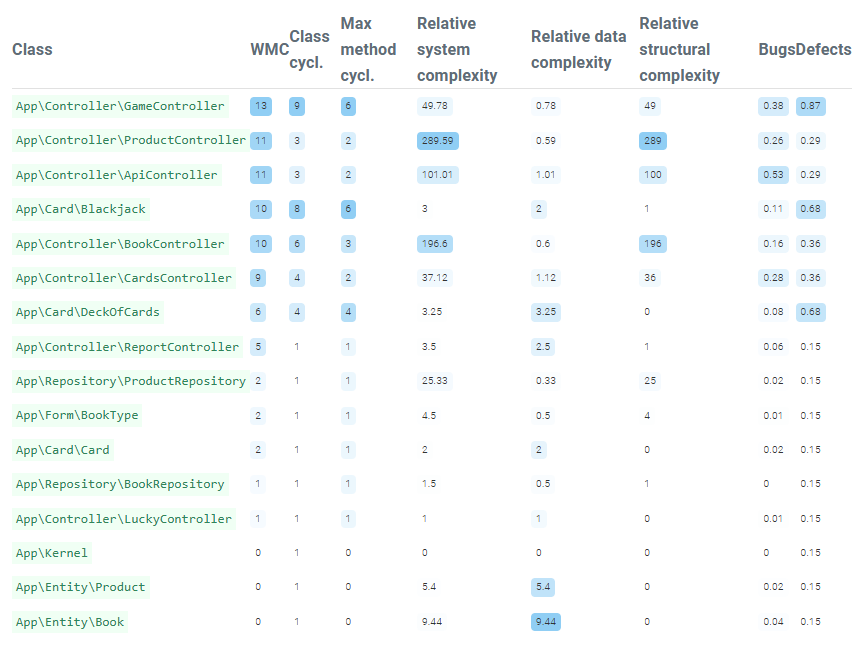 Class WMC Class cycl. Max method cycl. Relative system complexity Relative data complexity Relative structural complexity Bugs Defects
App\Controller\GameController 13 9 6 49.78 0.78 49 0.38 0.87
App\Controller\ProductController 11 3 2 289.59 0.59 289 0.26 0.29
App\Controller\ApiController 11 3 2 101.01 1.01 100 0.53 0.29
App\Card\Blackjack 10 8 6 3 2 1 0.11 0.68
App\Controller\BookController 10 6 3 196.6 0.6 196 0.16 0.36
App\Controller\CardsController 9 4 2 37.12 1.12 36 0.28 0.36
App\Card\DeckOfCards 6 4 4 3.25 3.25 0 0.08 0.68
App\Controller\ReportController 5 1 1 3.5 2.5 1 0.06 0.15
App\Repository\ProductRepository 2 1 1 25.33 0.33 25 0.02 0.15
App\Form\BookType 2 1 1 4.5 0.5 4 0.01 0.15
App\Card\Card 2 1 1 2 2 0 0.02 0.15
App\Repository\BookRepository 1 1 1 1.5 0.5 1 0 0.15
App\Controller\LuckyController 1 1 1 1 1 0 0.01 0.15
App\Kernel 0 1 0 0 0 0 0 0.15
App\Entity\Product 0 1 0 5.4 5.4 0 0.02 0.15
App\Entity\Book 0 1 0 9.44 9.44 0 0.04 0.15